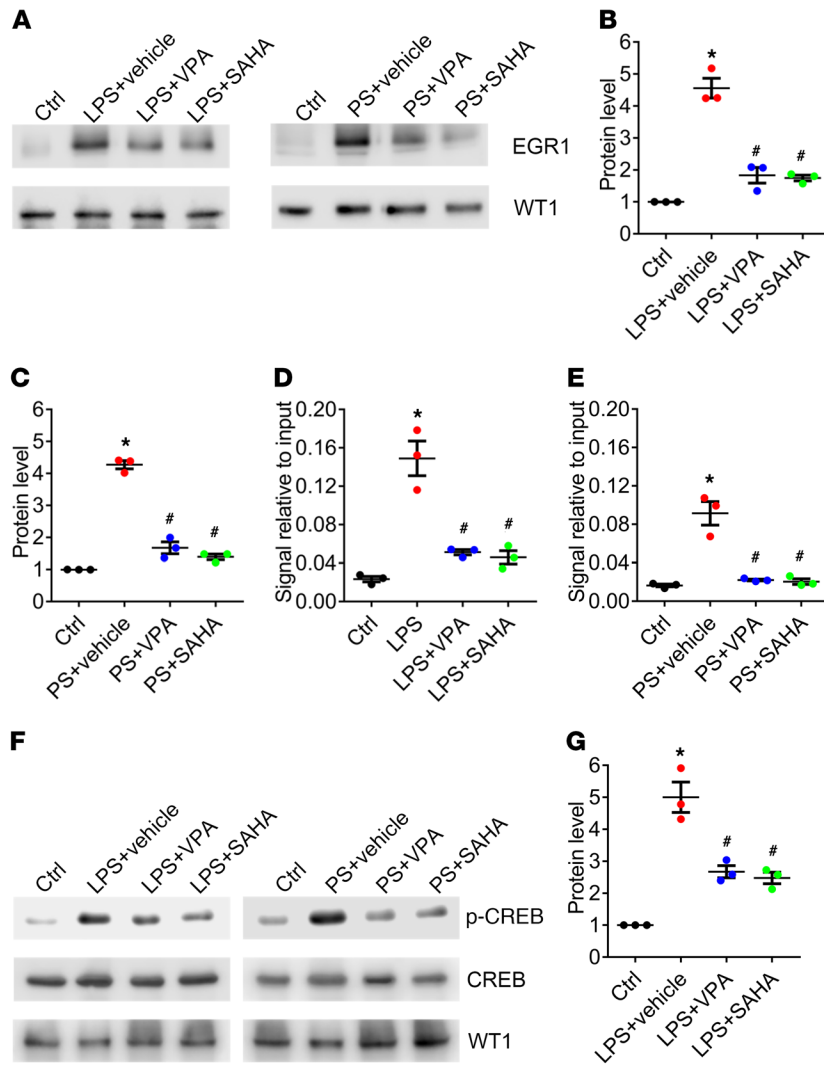 A
Ctrl
LPS+vehicle
LPS+VPA
LPS+SAHA
Ctrl
PS+vehicle
PS+VPA
PS+SAHA
EGR1
WT1
B
Protein level
6
5
4
3
2
1
0
*
#
#
Ctrl
LPS+vehicle
LPS+VPA
LPS+SAHA
C
Protein level
6
5
4
3
2
1
0
*
#
#
Ctrl
PS+vehicle
PS+VPA
PS+SAHA
D
Signal relative to input
0.20
0.16
0.12
0.08
0.04
0.00
*
#
#
Ctrl
LPS
LPS+VPA
LPS+SAHA
E
Signal relative to input
0.20
0.16
0.12
0.08
0.04
0.00
*
#
#
Ctrl
PS+vehicle
PS+VPA
PS+SAHA
F
Ctrl
LPS+vehicle
LPS+VPA
LPS+SAHA
Ctrl
PS+vehicle
PS+VPA
PS+SAHA
p-CREB
CREB
WT1
G
Protein level
6
5
4
3
2
1
0
*
#
#
Ctrl
LPS+vehicle
LPS+VPA
LPS+SAHA